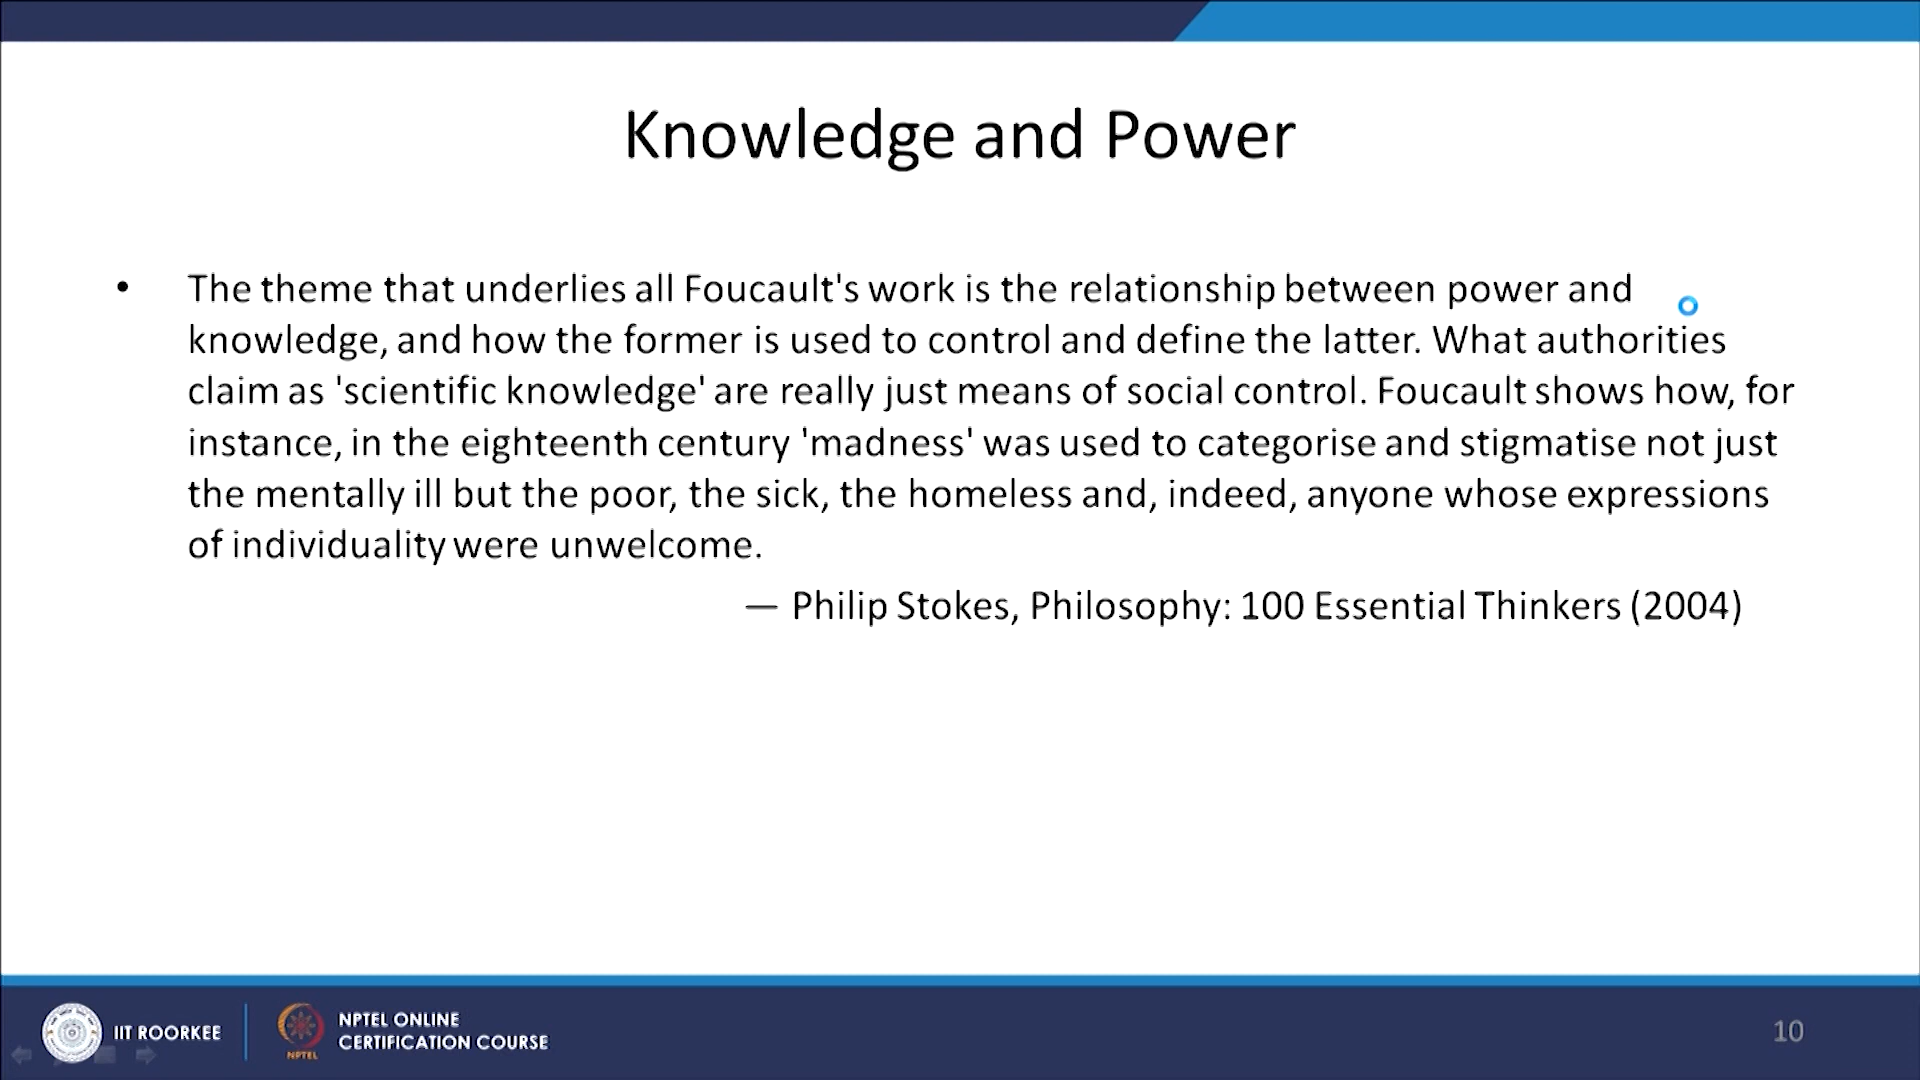 Knowledge and Power
• The theme that underlies all Foucault's work is the relationship between power and
knowledge, and how the former is used to control and define the latter. What authorities
claim as 'scientific knowledge' are really just means of social control. Foucault shows how, for
instance, in the eighteenth century 'madness' was used to categorise and stigmatise not just
the mentally ill but the poor, the sick, the homeless and, indeed, anyone whose expressions
of individuality were unwelcome.
— Philip Stokes, Philosophy: 100 Essential Thinkers (2004)
IIT ROORKEE
NPTEL
NPTEL ONLINE
CERTIFICATION COURSE
10